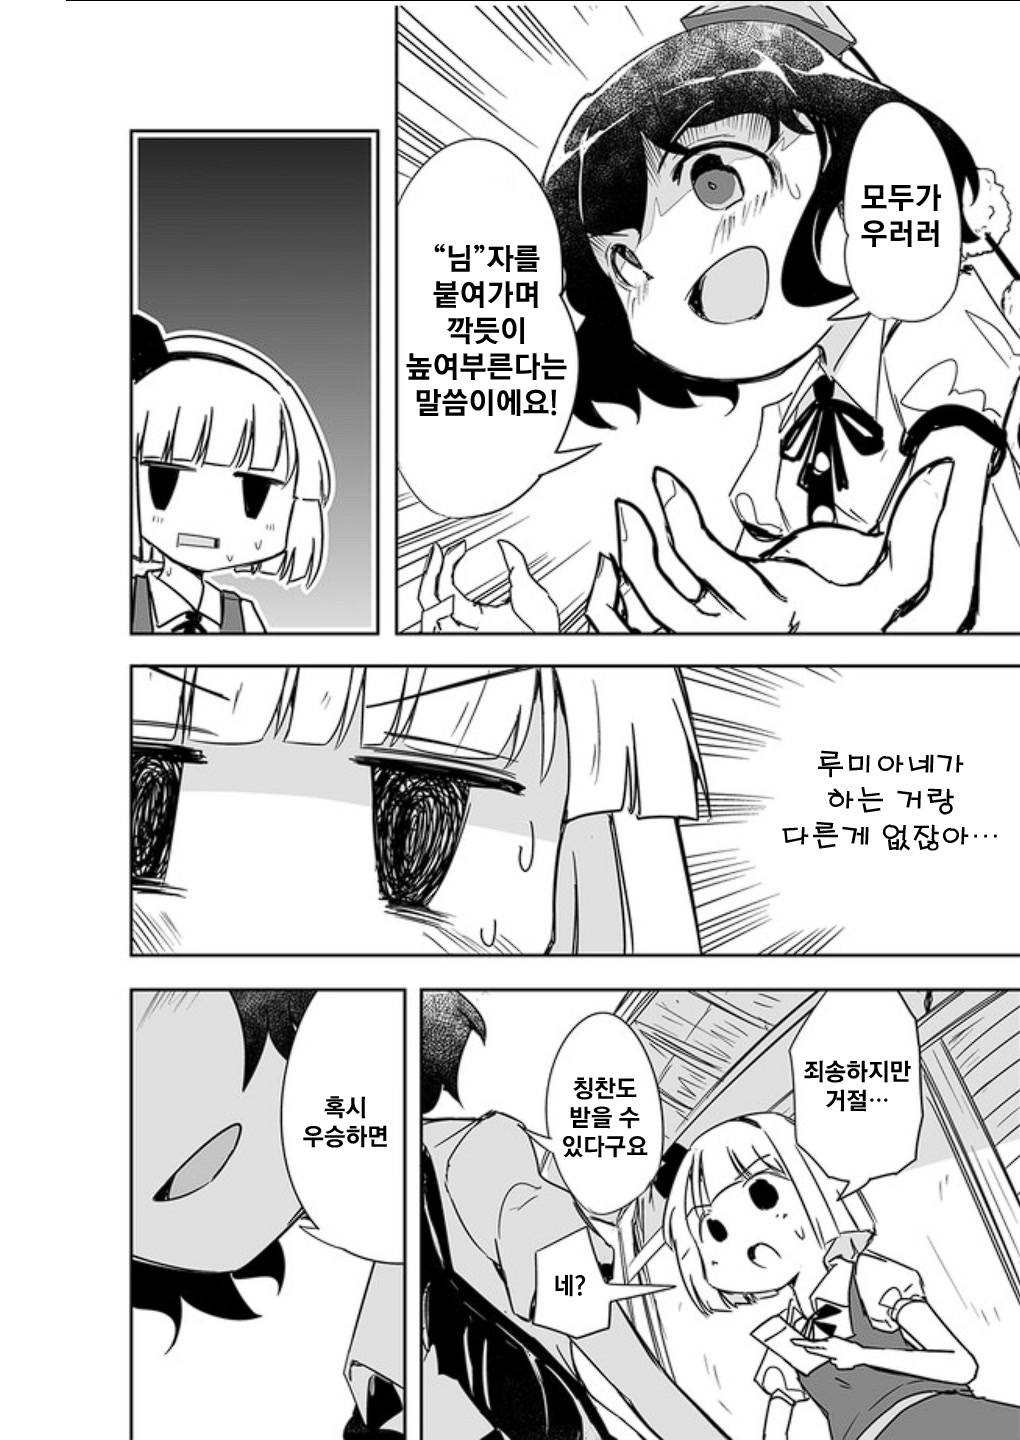 모두가
우러러
“님”자를
붙여가며
깍듯이
높여부른다는
말씀이에요!
루미아네가
하는 거랑
다른게 없잖아…
죄송하지만
거절…
칭찬도
받을 수
있다구요
네?
혹시
우승하면